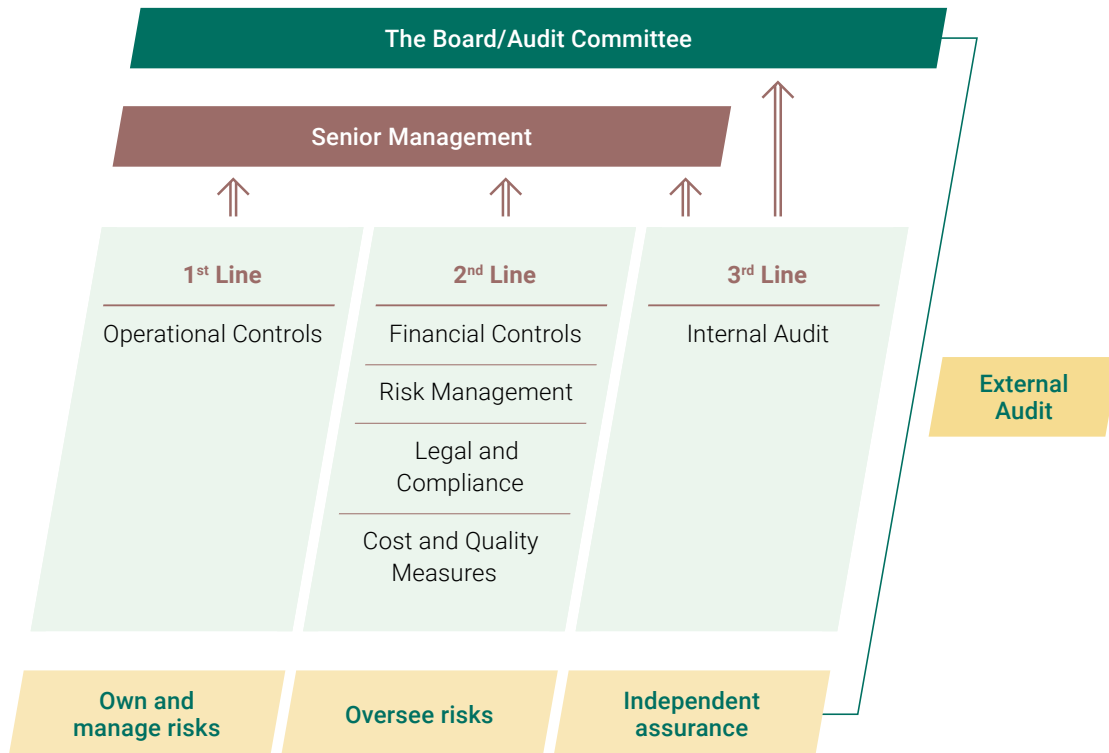 The Board/Audit Committee
Senior Management
1st Line
Operational Controls
2nd Line
Financial Controls
Risk Management
Legal and
Compliance
Cost and Quality
Measures
3rd Line
Internal Audit
External
Audit
Own and
manage risks
Oversee risks
Independent
assurance